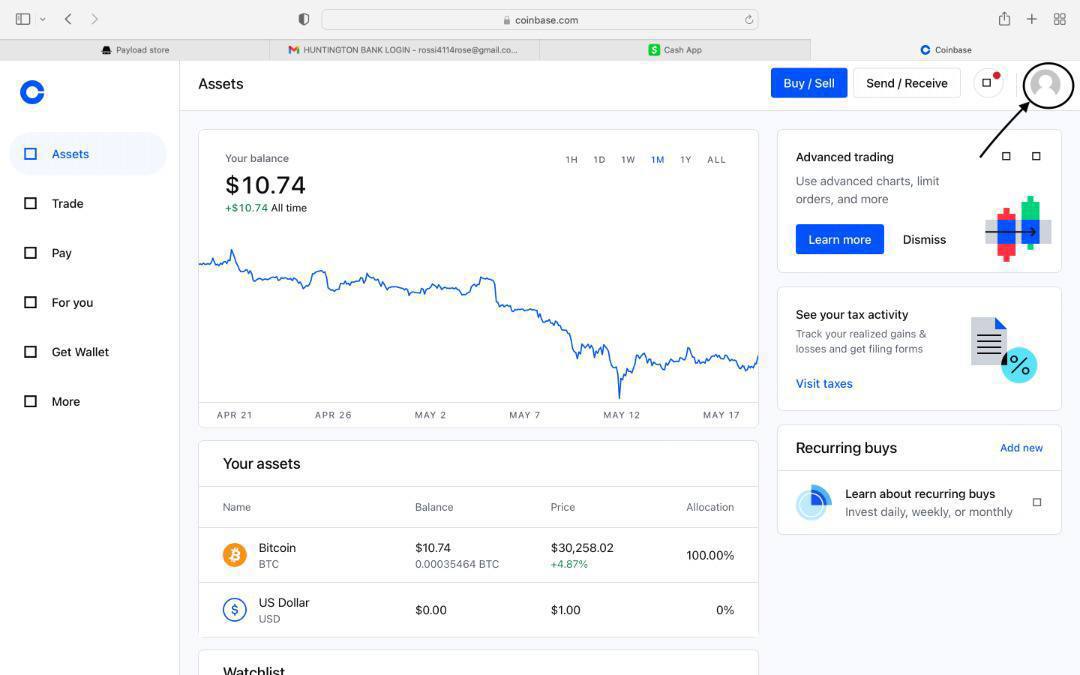 coinbase.com
Payload store
HUNTINGTON BANK LOGIN - rossi4114rose@gmail.co...
Cash App
Coinbase
Assets
Buy / Sell
Send / Receive
Assets
Trade
Pay
For you
Get Wallet
More
Your balance
1H 1D 1W 1M 1Y ALL
$10.74
+$10.74 All time
APR 21 APR 26 MAY 2 MAY 7 MAY 12 MAY 17
Advanced trading
Use advanced charts, limit
orders, and more
Learn more Dismiss
See your tax activity
Track your realized gains &
losses and get filing forms
Visit taxes
Recurring buys Add new
Learn about recurring buys
Invest daily, weekly, or monthly
Your assets
Name Balance Price Allocation
Bitcoin $10.74 $30,258.02 100.00%
BTC 0.00035464 BTC +4.87%
US Dollar $0.00 $1.00 0%
USD
Watchlist